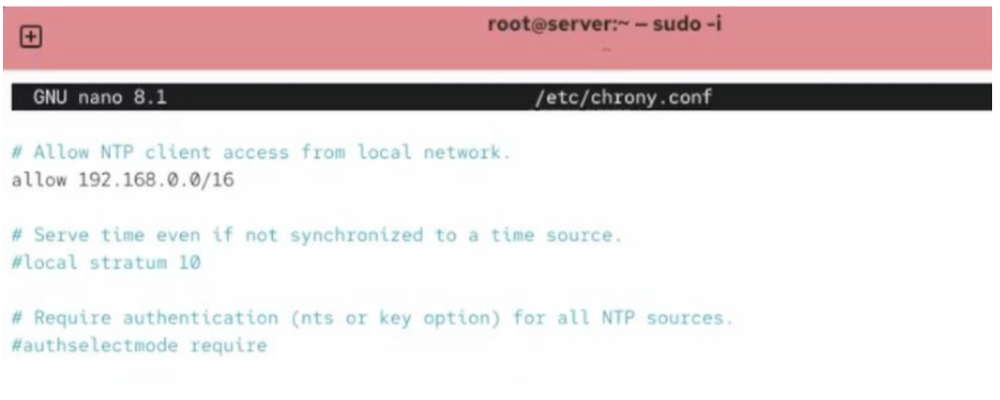 root@server:~ — sudo -i
~
GNU nano 8.1 /etc/chrony.conf
# Allow NTP client access from local network.
allow 192.168.0.0/16
# Serve time even if not synchronized to a time source.
#local stratum 10
# Require authentication (nts or key option) for all NTP sources.
#authselectmode require